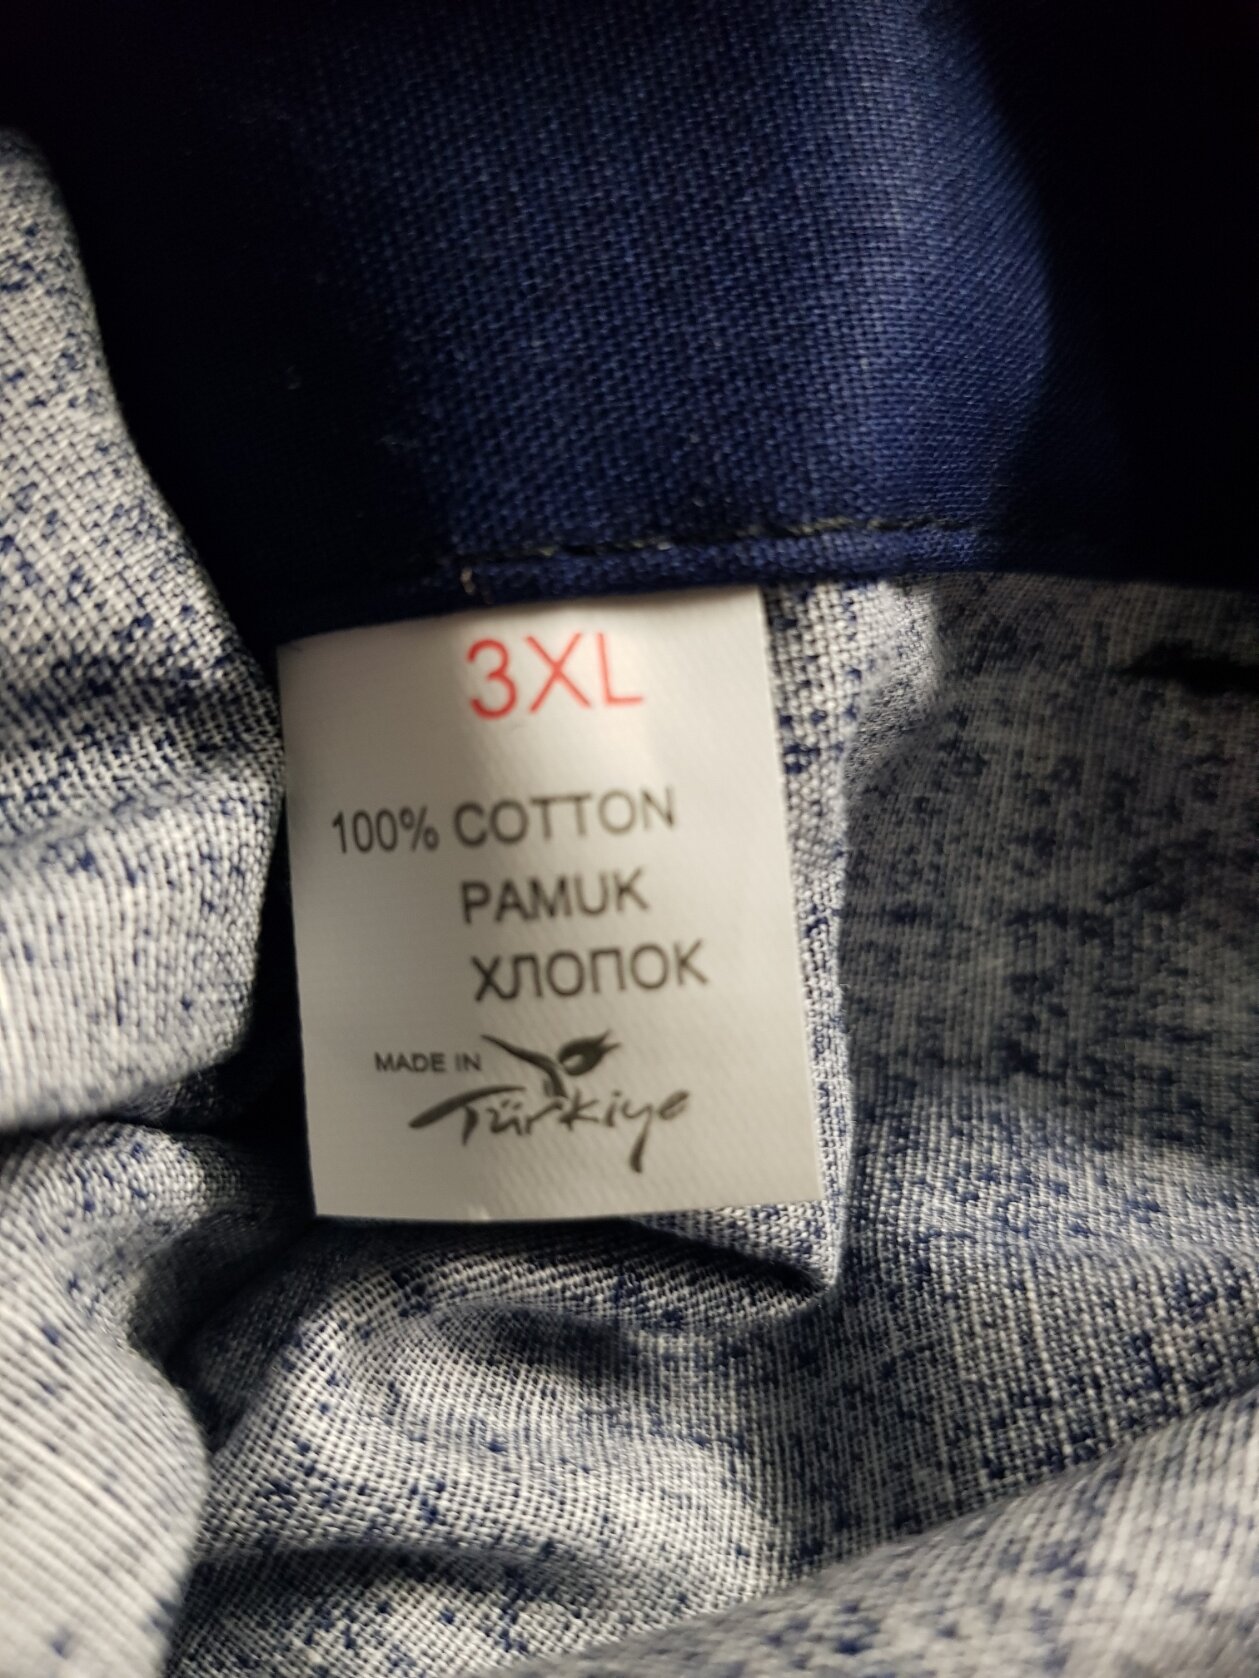 3XL
100% COTTON
PAMUK
ХЛОПОК
MADE IN
Türkiye